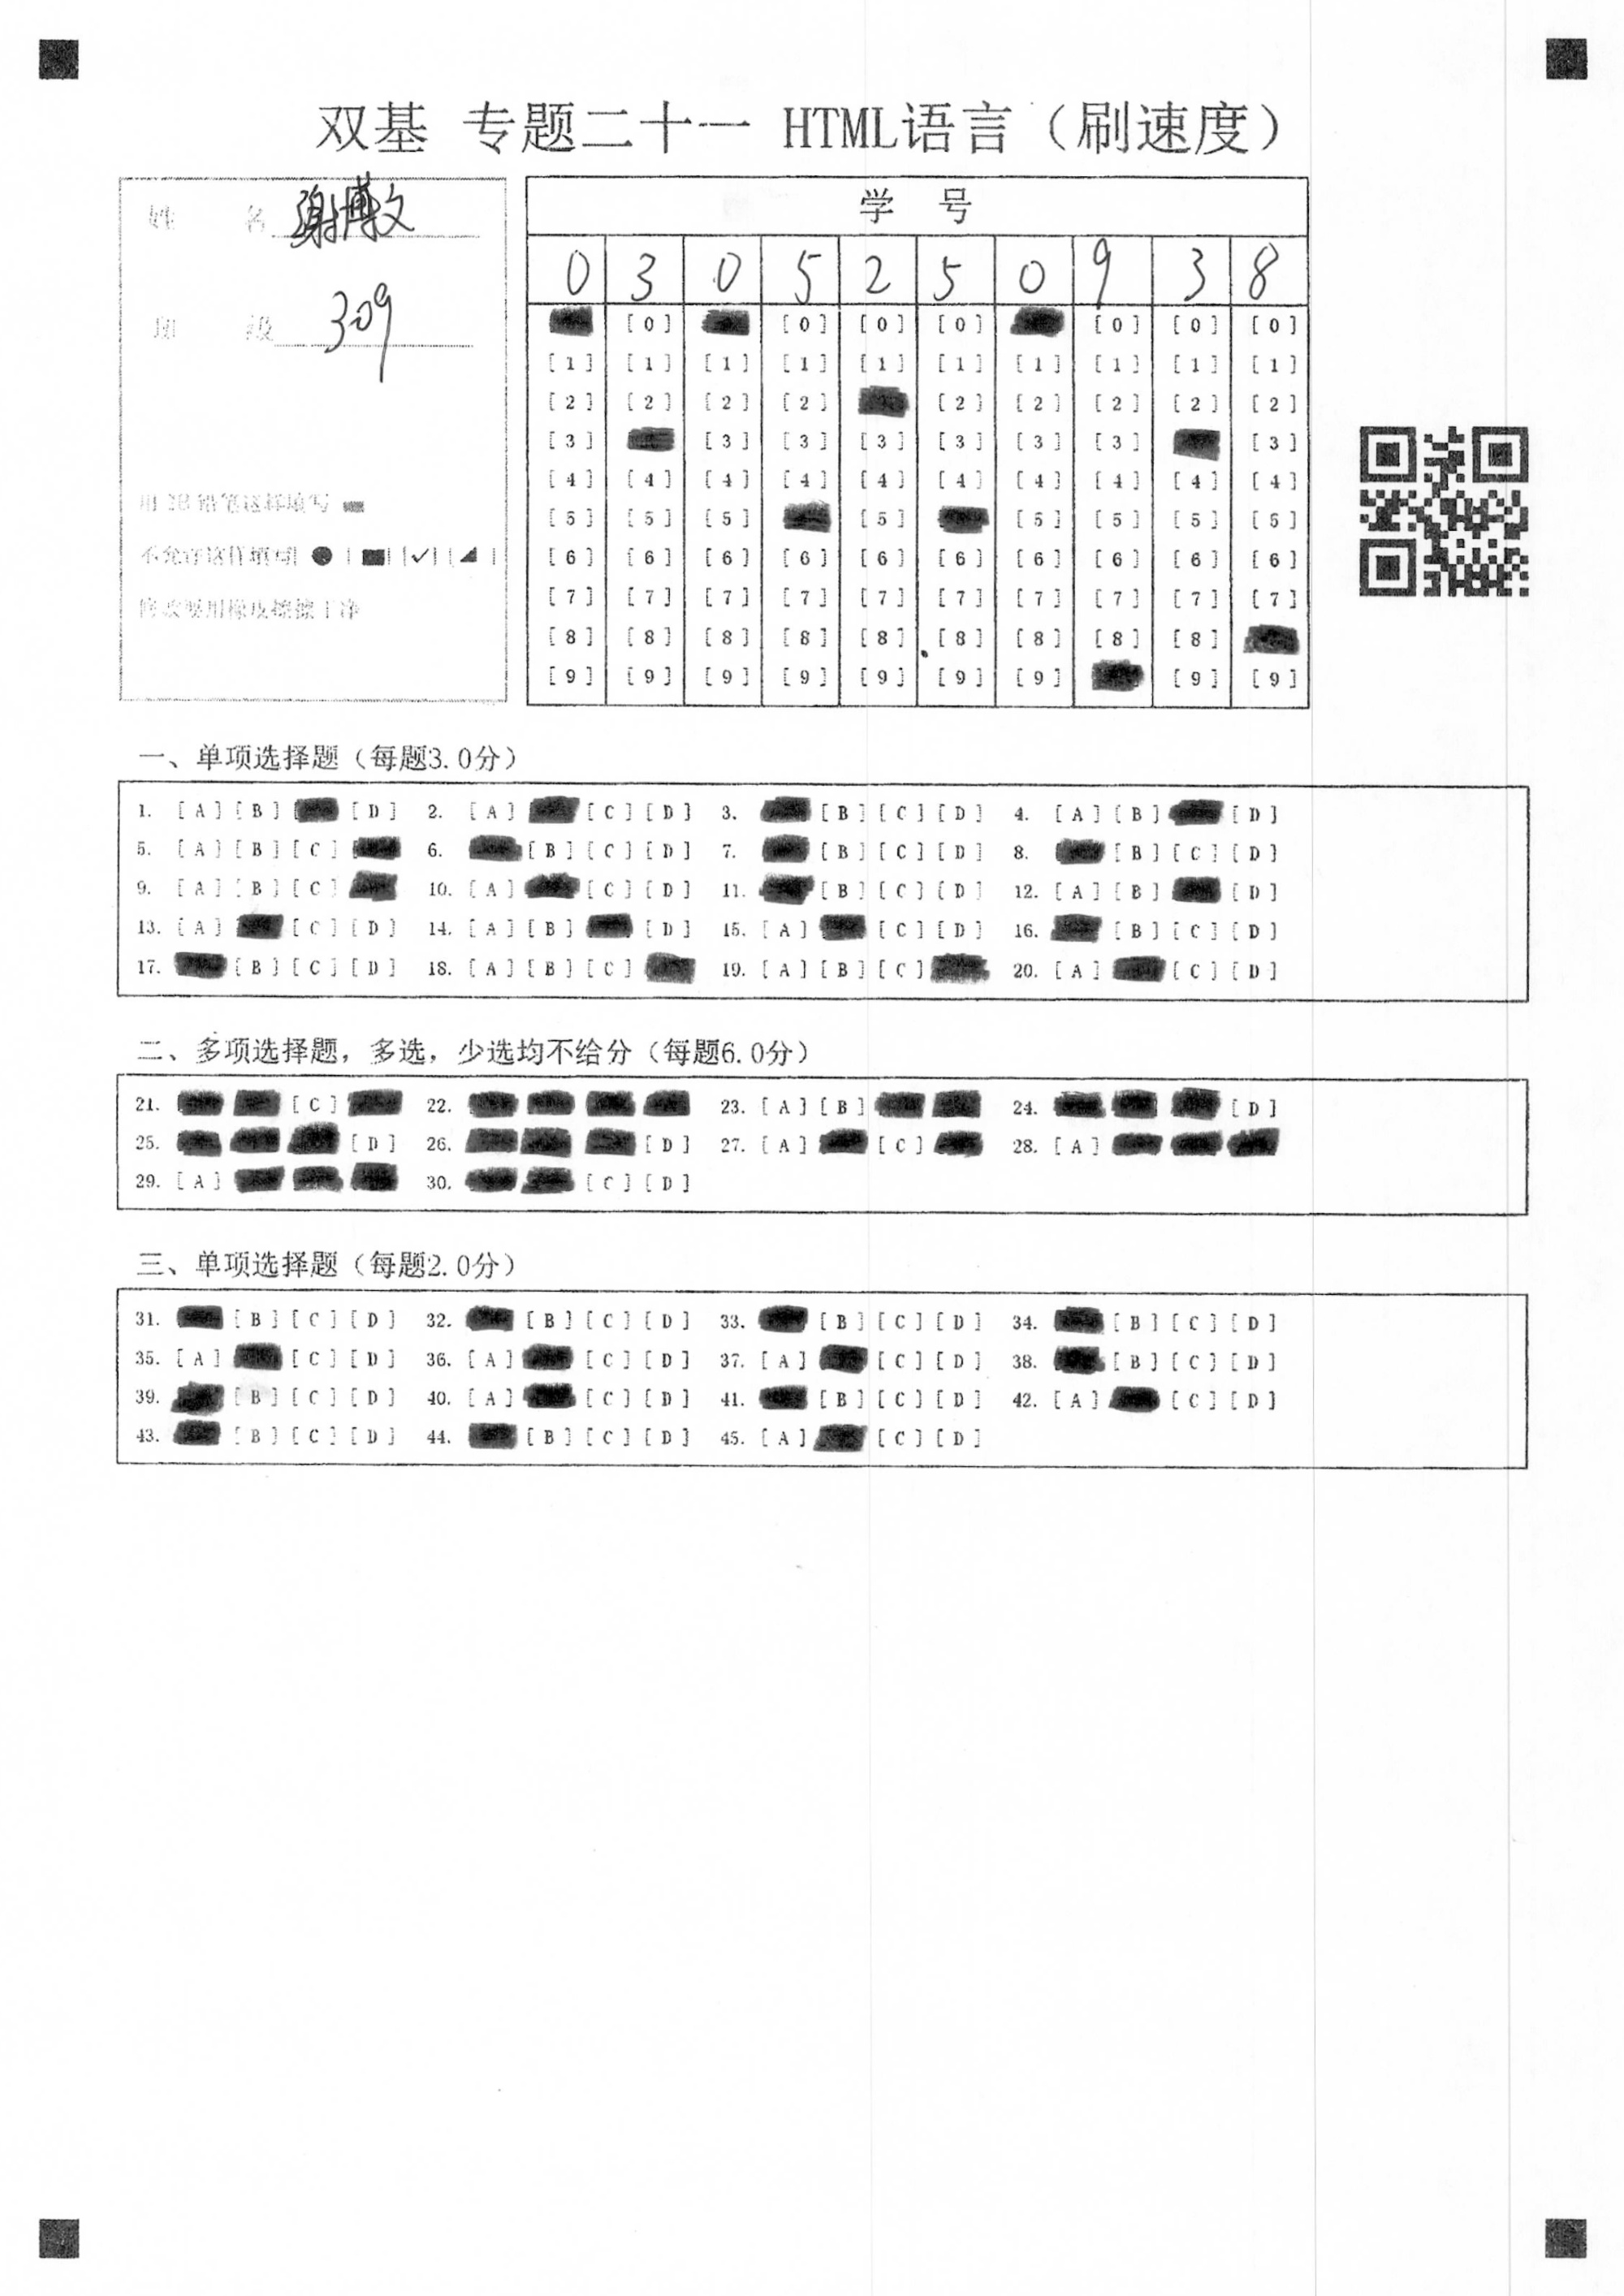 双基 专题二十一 HTML语言（刷速度）
姓 名 谢博文
班 级 309
用 2B 铅笔这样填写
不允许这样填写
修改要用橡皮擦擦干净
学 号
0 3 0 5 2 5 0 9 3 8
[0] [0] [0] [0] [0] [0] [0]
[1] [1] [1] [1] [1] [1] [1] [1] [1] [1]
[2] [2] [2] [2] [2] [2] [2] [2] [2]
[3] [3] [3] [3] [3] [3] [3] [3]
[4] [4] [4] [4] [4] [4] [4] [4] [4] [4]
[5] [5] [5] [5] [5] [5] [5] [5]
[6] [6] [6] [6] [6] [6] [6] [6] [6] [6]
[7] [7] [7] [7] [7] [7] [7] [7] [7] [7]
[8] [8] [8] [8] [8] [8] [8] [8] [8]
[9] [9] [9] [9] [9] [9] [9] [9] [9]
一、单项选择题（每题3.0分）
1. [A] [B] [D] 2. [A] [C] [D] 3. [B] [C] [D] 4. [A] [B] [D]
5. [A] [B] [C] 6. [B] [C] [D] 7. [B] [C] [D] 8. [B] [C] [D]
9. [A] [B] [C] 10. [A] [C] [D] 11. [B] [C] [D] 12. [A] [B] [D]
13. [A] [C] [D] 14. [A] [B] [D] 15. [A] [C] [D] 16. [B] [C] [D]
17. [B] [C] [D] 18. [A] [B] [C] 19. [A] [B] [C] 20. [A] [C] [D]
二、多项选择题，多选，少选均不给分（每题6.0分）
21. [C] 22. 23. [A] [B] 24. [D]
25. [D] 26. [D] 27. [A] [C] 28. [A]
29. [A] 30. [C] [D]
三、单项选择题（每题2.0分）
31. [B] [C] [D] 32. [B] [C] [D] 33. [B] [C] [D] 34. [B] [C] [D]
35. [A] [C] [D] 36. [A] [C] [D] 37. [A] [C] [D] 38. [B] [C] [D]
39. [B] [C] [D] 40. [A] [C] [D] 41. [B] [C] [D] 42. [A] [C] [D]
43. [B] [C] [D] 44. [B] [C] [D] 45. [A] [C] [D]